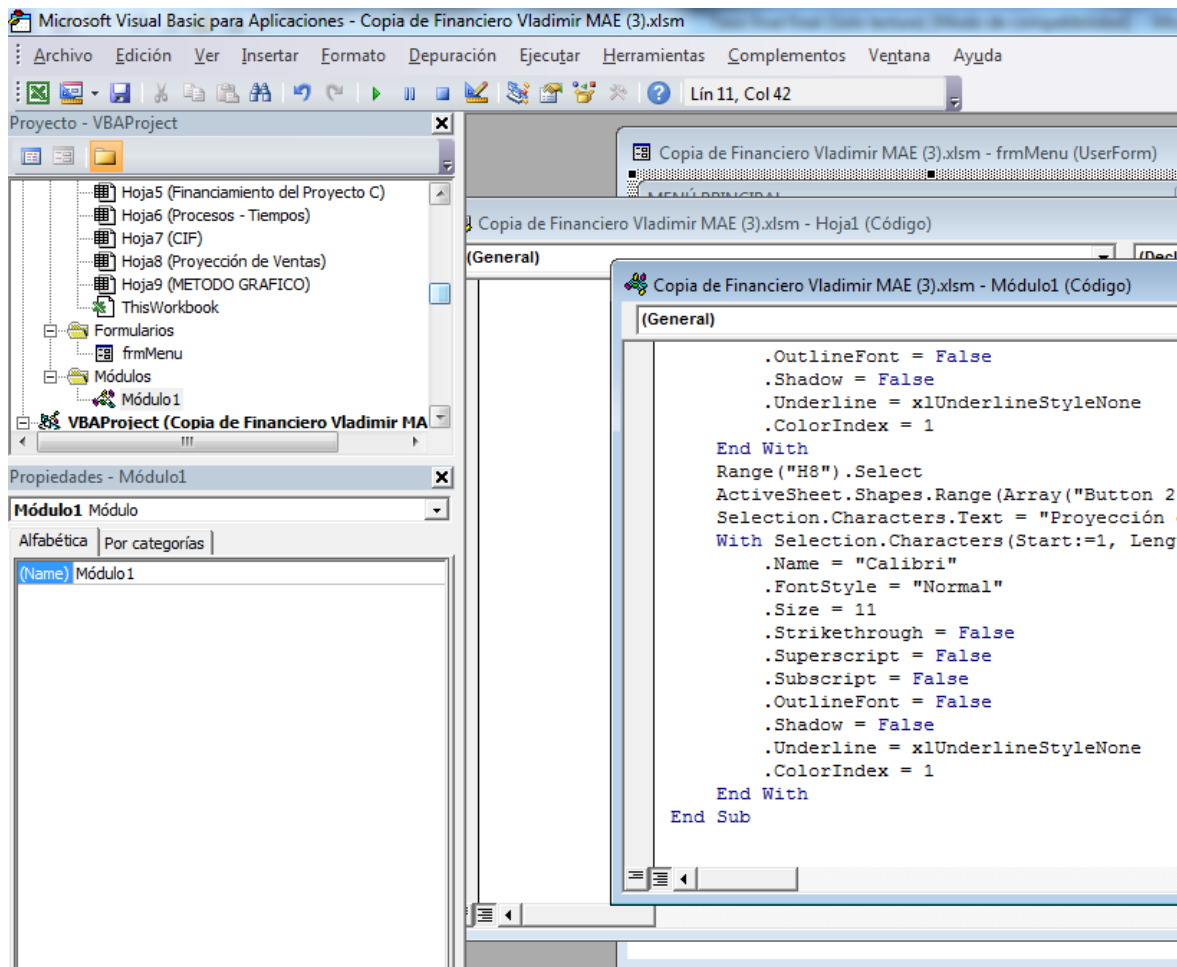 Microsoft Visual Basic para Aplicaciones - Copia de Financiero Vladimir MAE (3).xlsm
Archivo Edición Ver Insertar Formato Depuración Ejecutar Herramientas Complementos Ventana Ayuda
Lín 11, Col 42
Proyecto - VBAProject
Hoja5 (Financiamiento del Proyecto C)
Hoja6 (Procesos - Tiempos)
Hoja7 (CIF)
Hoja8 (Proyección de Ventas)
Hoja9 (METODO GRAFICO)
ThisWorkbook
Formularios
frmMenu
Módulos
Módulo1
VBAProject (Copia de Financiero Vladimir MA
Propiedades - Módulo1
Módulo1 Módulo
Alfabética Por categorías
(Name) Módulo1
Copia de Financiero Vladimir MAE (3).xlsm - frmMenu (UserForm)
MENÚ PRINCIPAL
Copia de Financiero Vladimir MAE (3).xlsm - Hoja1 (Código)
(General) (Decl
Copia de Financiero Vladimir MAE (3).xlsm - Módulo1 (Código)
(General)
.OutlineFont = False
.Shadow = False
.Underline = xlUnderlineStyleNone
.ColorIndex = 1
End With
Range("H8").Select
ActiveSheet.Shapes.Range(Array("Button 2
Selection.Characters.Text = "Proyección
With Selection.Characters(Start:=1, Leng
.Name = "Calibri"
.FontStyle = "Normal"
.Size = 11
.Strikethrough = False
.Superscript = False
.Subscript = False
.OutlineFont = False
.Shadow = False
.Underline = xlUnderlineStyleNone
.ColorIndex = 1
End With
End Sub